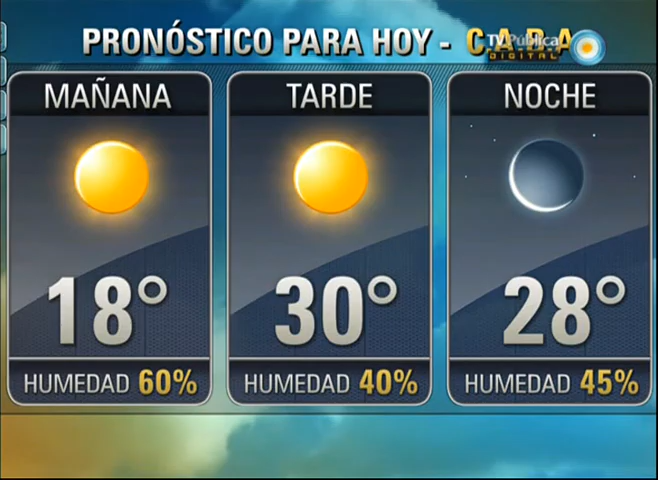 PRONÓSTICO PARA HOY - C.A.B.A
TV Pública
DIGITAL
MAÑANA
TARDE
NOCHE
18°
30°
28°
HUMEDAD 60%
HUMEDAD 40%
HUMEDAD 45%